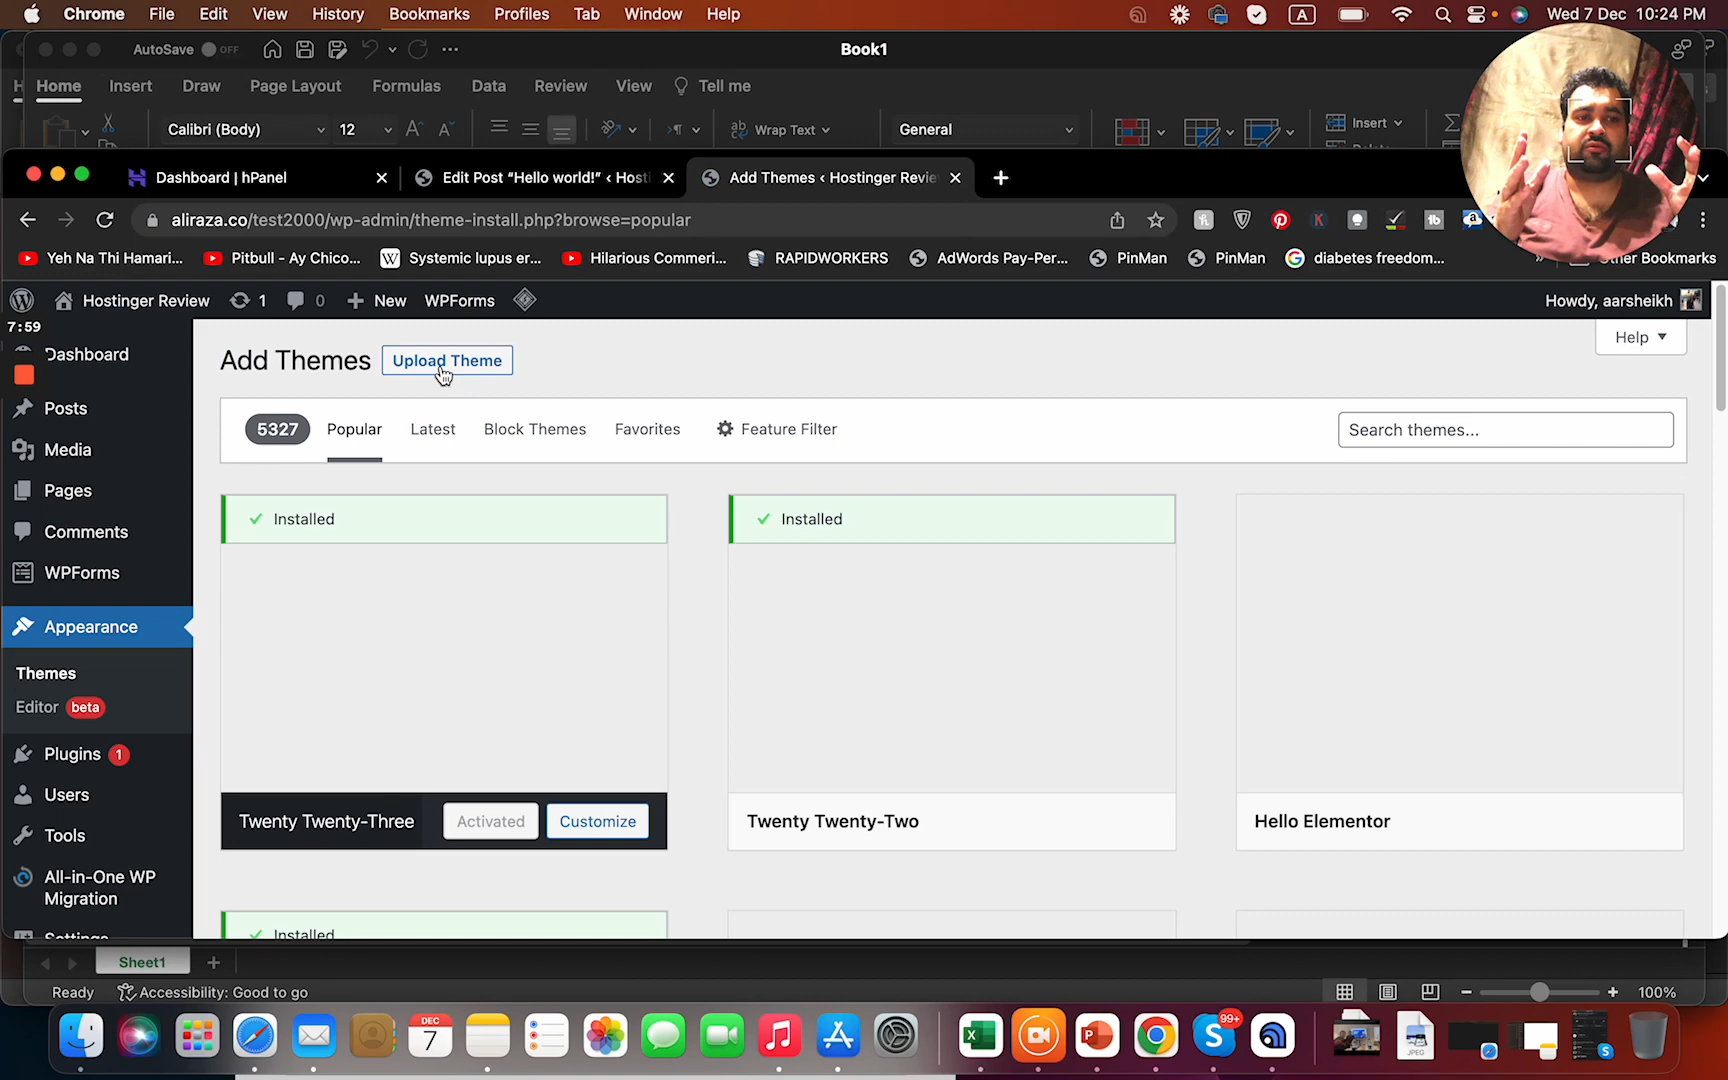 Chrome File Edit View History Bookmarks Profiles Tab Window Help A Wed 7 Dec 10:24 PM
AutoSave OFF Book1
Home Insert Draw Page Layout Formulas Data Review View Tell me
Calibri (Body) 12 Wrap Text General Insert
Dashboard | hPanel Edit Post “Hello world!” ‹ Hosti Add Themes ‹ Hostinger Revie
aliraza.co/test2000/wp-admin/theme-install.php?browse=popular
Yeh Na Thi Hamari... Pitbull - Ay Chico... Systemic lupus er... Hilarious Commeri... RAPIDWORKERS AdWords Pay-Per... PinMan PinMan diabetes freedom... » Other Bookmarks
Hostinger Review 1 0 New WPForms Howdy, aarsheikh
7:59
Help
Dashboard
Add Themes Upload Theme
Posts
5327 Popular Latest Block Themes Favorites Feature Filter Search themes...
Media
Pages
Installed Installed
Comments
WPForms
Appearance
Themes
Editor beta
Plugins 1
Users
Twenty Twenty-Three Activated Customize Twenty Twenty-Two Hello Elementor
Tools
All-in-One WP
Migration
Settings
Installed
Sheet1
Ready Accessibility: Good to go 100%
DEC
7
99+
JPEG